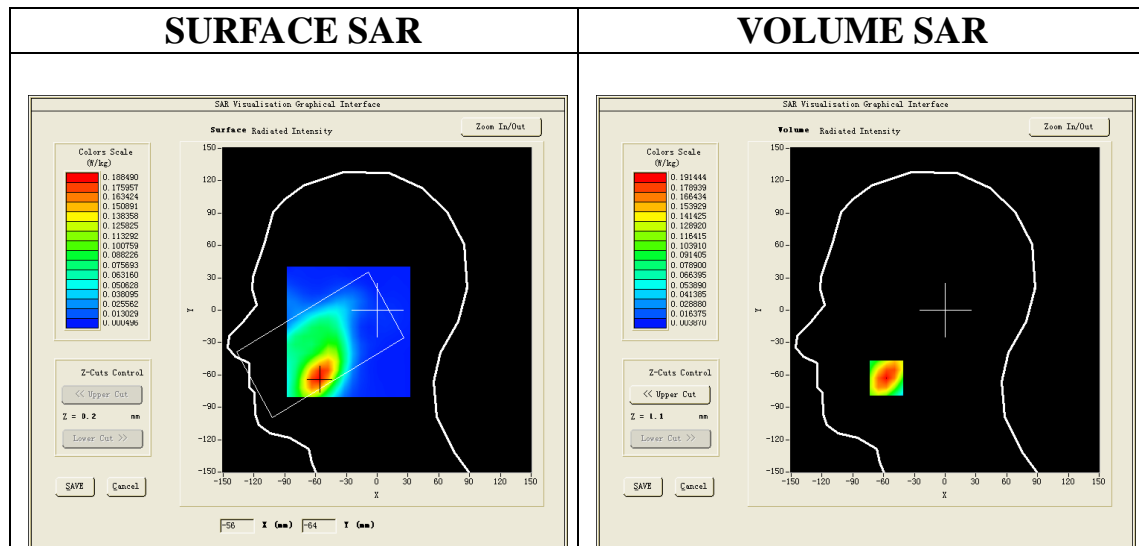 SURFACE SAR
VOLUME SAR
SAR Visualisation Graphical Interface
Surface Radiated Intensity
Zoom In/Out
Colors Scale
(W/kg)
0.188490
0.175957
0.163424
0.150891
0.138358
0.125825
0.113292
0.100759
0.088226
0.075693
0.063160
0.050628
0.038095
0.025562
0.013029
0.000496
150
120
90
60
30
0
-30
-60
-90
-120
-150
Y
-150 -120 -90 -60 -30 0 30 60 90 120 150
X
Z-Cuts Control
<< Upper Cut
Z = 0.2 mm
Lower Cut >>
SAVE Cancel
-56 X (mm) -64 Y (mm)
SAR Visualisation Graphical Interface
Volume Radiated Intensity
Zoom In/Out
Colors Scale
(W/kg)
0.191444
0.178939
0.166434
0.153929
0.141425
0.128920
0.116415
0.103910
0.091405
0.078900
0.066395
0.053890
0.041385
0.028880
0.016375
0.003870
150
120
90
60
30
0
-30
-60
-90
-120
-150
Y
-150 -120 -90 -60 -30 0 30 60 90 120 150
X
Z-Cuts Control
<< Upper Cut
Z = mm
Lower Cut >>
SAVE Cancel